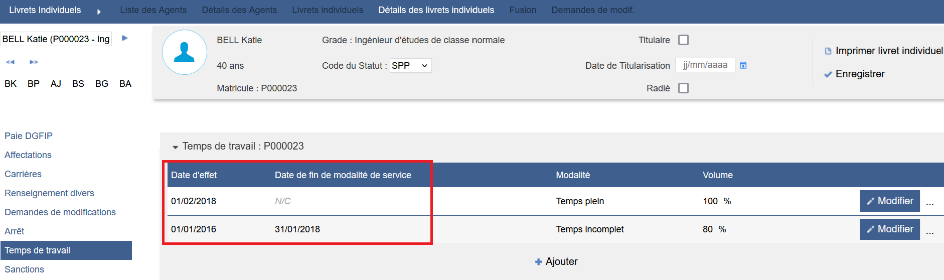 Livrets Individuels
Liste des Agents
Détails des Agents
Livrets individuels
Détails des livrets individuels
Fusion
Demandes de modif.
BELL Katie (P000023 - Ing
BK BP AJ BS BG BA
BELL Katie
Grade : Ingénieur d'études de classe normale
Titulaire
40 ans
Code du Statut : SPP
Date de Titularisation jj/mm/aaaa
Matricule : P000023
Radié
Imprimer livret individuel
Enregistrer
Paie DGFIP
Affectations
Carrières
Renseignement divers
Demandes de modifications
Arrêt
Temps de travail
Sanctions
Temps de travail : P000023
Date d'effet
Date de fin de modalité de service
Modalité
Volume
01/02/2018 N/C Temps plein 100 % Modifier ...
01/01/2016 31/01/2018 Temps incomplet 80 % Modifier ...
Ajouter